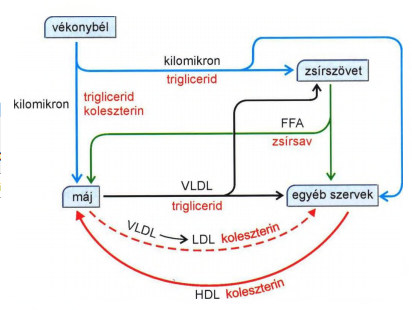 vékonybél
kilomikron
triglicerid
zsírszövet
kilomikron
triglicerid
koleszterin
FFA
zsírsav
máj
VLDL
triglicerid
egyéb szervek
VLDL
LDL koleszterin
HDL koleszterin